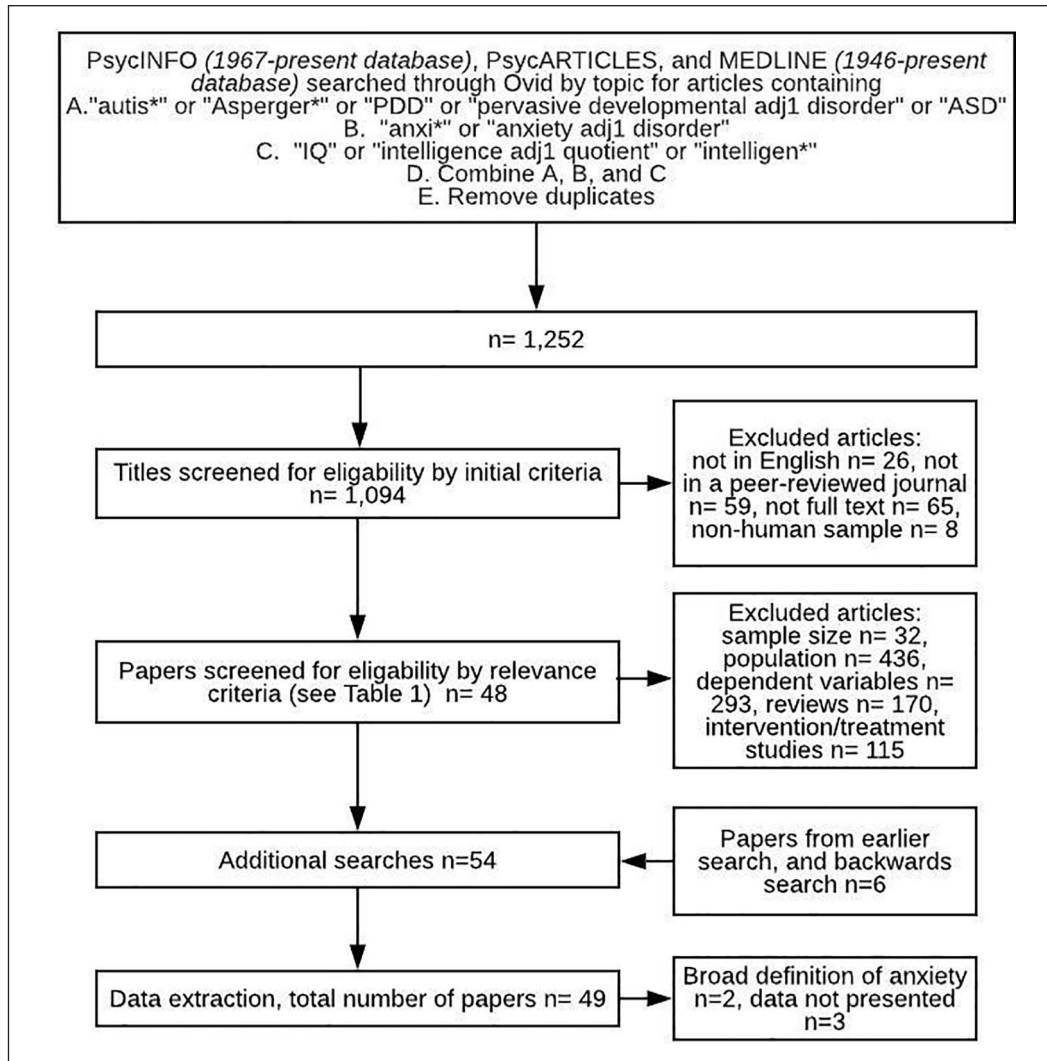 PsycINFO (1967-present database), PsycARTICLES, and MEDLINE (1946-present
database) searched through Ovid by topic for articles containing
A."autis*" or "Asperger*" or "PDD" or "pervasive developmental adj1 disorder" or "ASD"
B. "anxi*" or "anxiety adj1 disorder"
C. "IQ" or "intelligence adj1 quotient" or "intelligen*"
D. Combine A, B, and C
E. Remove duplicates
n= 1,252
Titles screened for eligability by initial criteria
n= 1,094
Excluded articles:
not in English n= 26, not
in a peer-reviewed journal
n= 59, not full text n= 65,
non-human sample n= 8
Papers screened for eligability by relevance
criteria (see Table 1) n= 48
Excluded articles:
sample size n= 32,
population n= 436,
dependent variables n=
293, reviews n= 170,
intervention/treatment
studies n= 115
Additional searches n=54
Papers from earlier
search, and backwards
search n=6
Data extraction, total number of papers n= 49
Broad definition of anxiety
n=2, data not presented
n=3